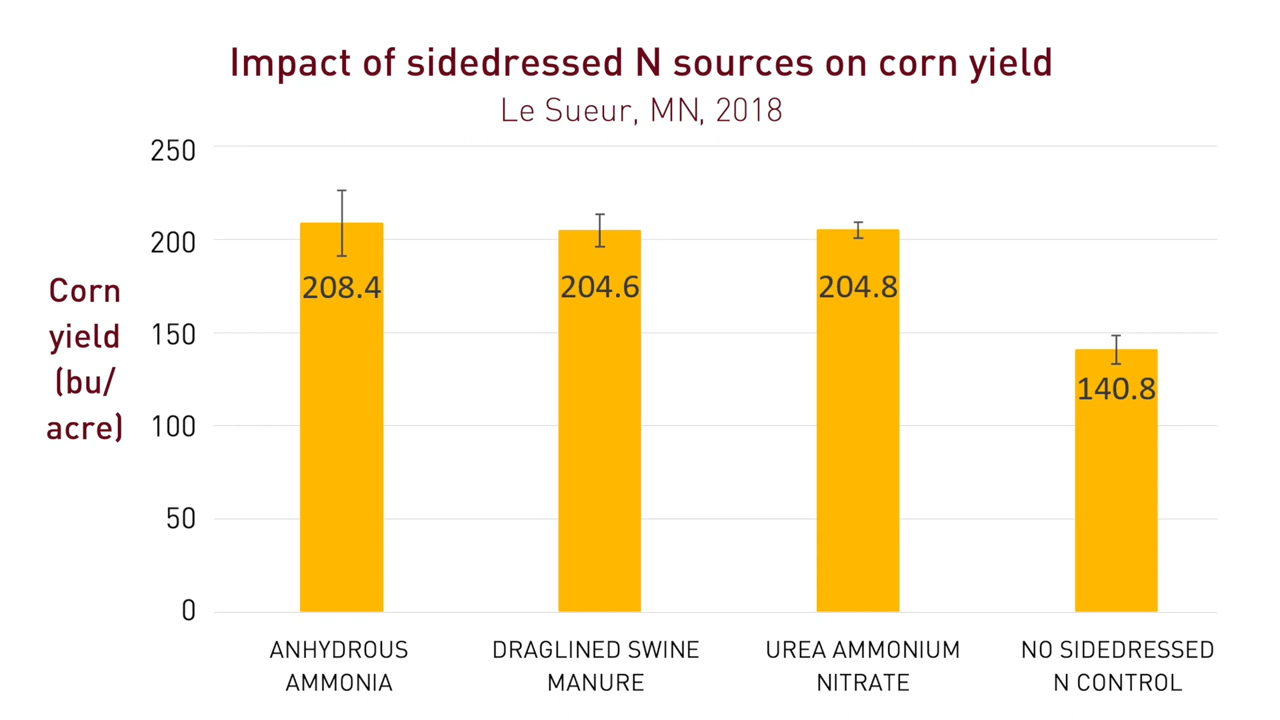 Impact of sidedressed N sources on corn yield
Le Sueur, MN, 2018
250
200
150
100
50
0
Corn
yield
(bu/
acre)
208.4
204.6
204.8
140.8
ANHYDROUS
AMMONIA
DRAGLINED SWINE
MANURE
UREA AMMONIUM
NITRATE
NO SIDEDRESSED
N CONTROL